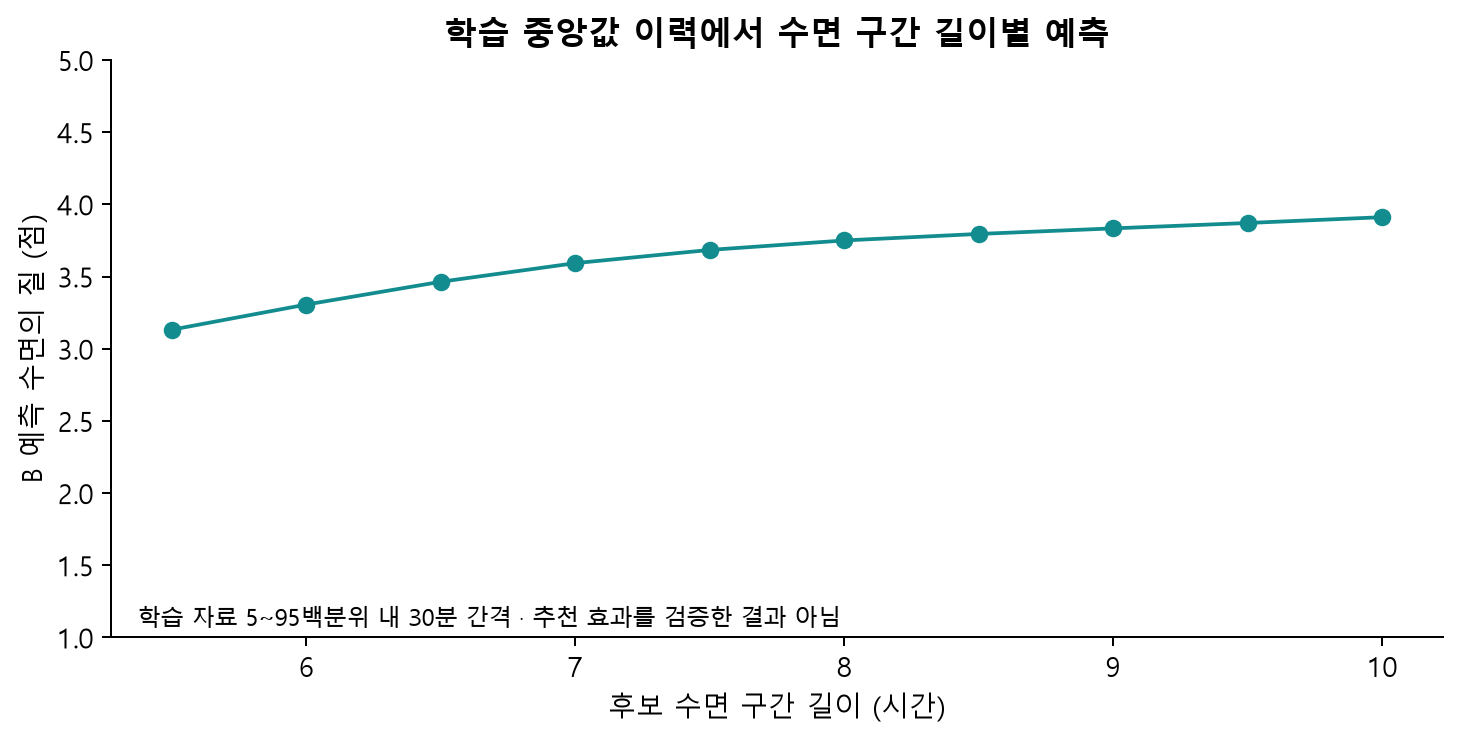 학습 중앙값 이력에서 수면 구간 길이별 예측
B 예측 수면의 질 (점)
5.0
4.5
4.0
3.5
3.0
2.5
2.0
1.5
1.0
학습 자료 5~95백분위 내 30분 간격 · 추천 효과를 검증한 결과 아님
6 7 8 9 10
후보 수면 구간 길이 (시간)